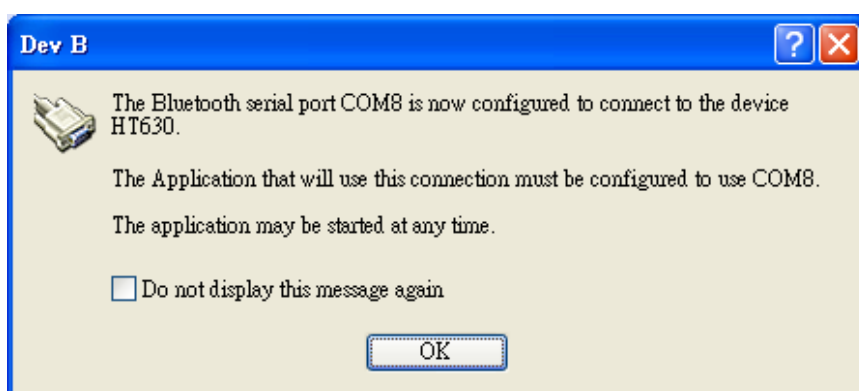 Dev B
?
The Bluetooth serial port COM8 is now configured to connect to the device
HT630.
The Application that will use this connection must be configured to use COM8.
The application may be started at any time.
Do not display this message again
OK